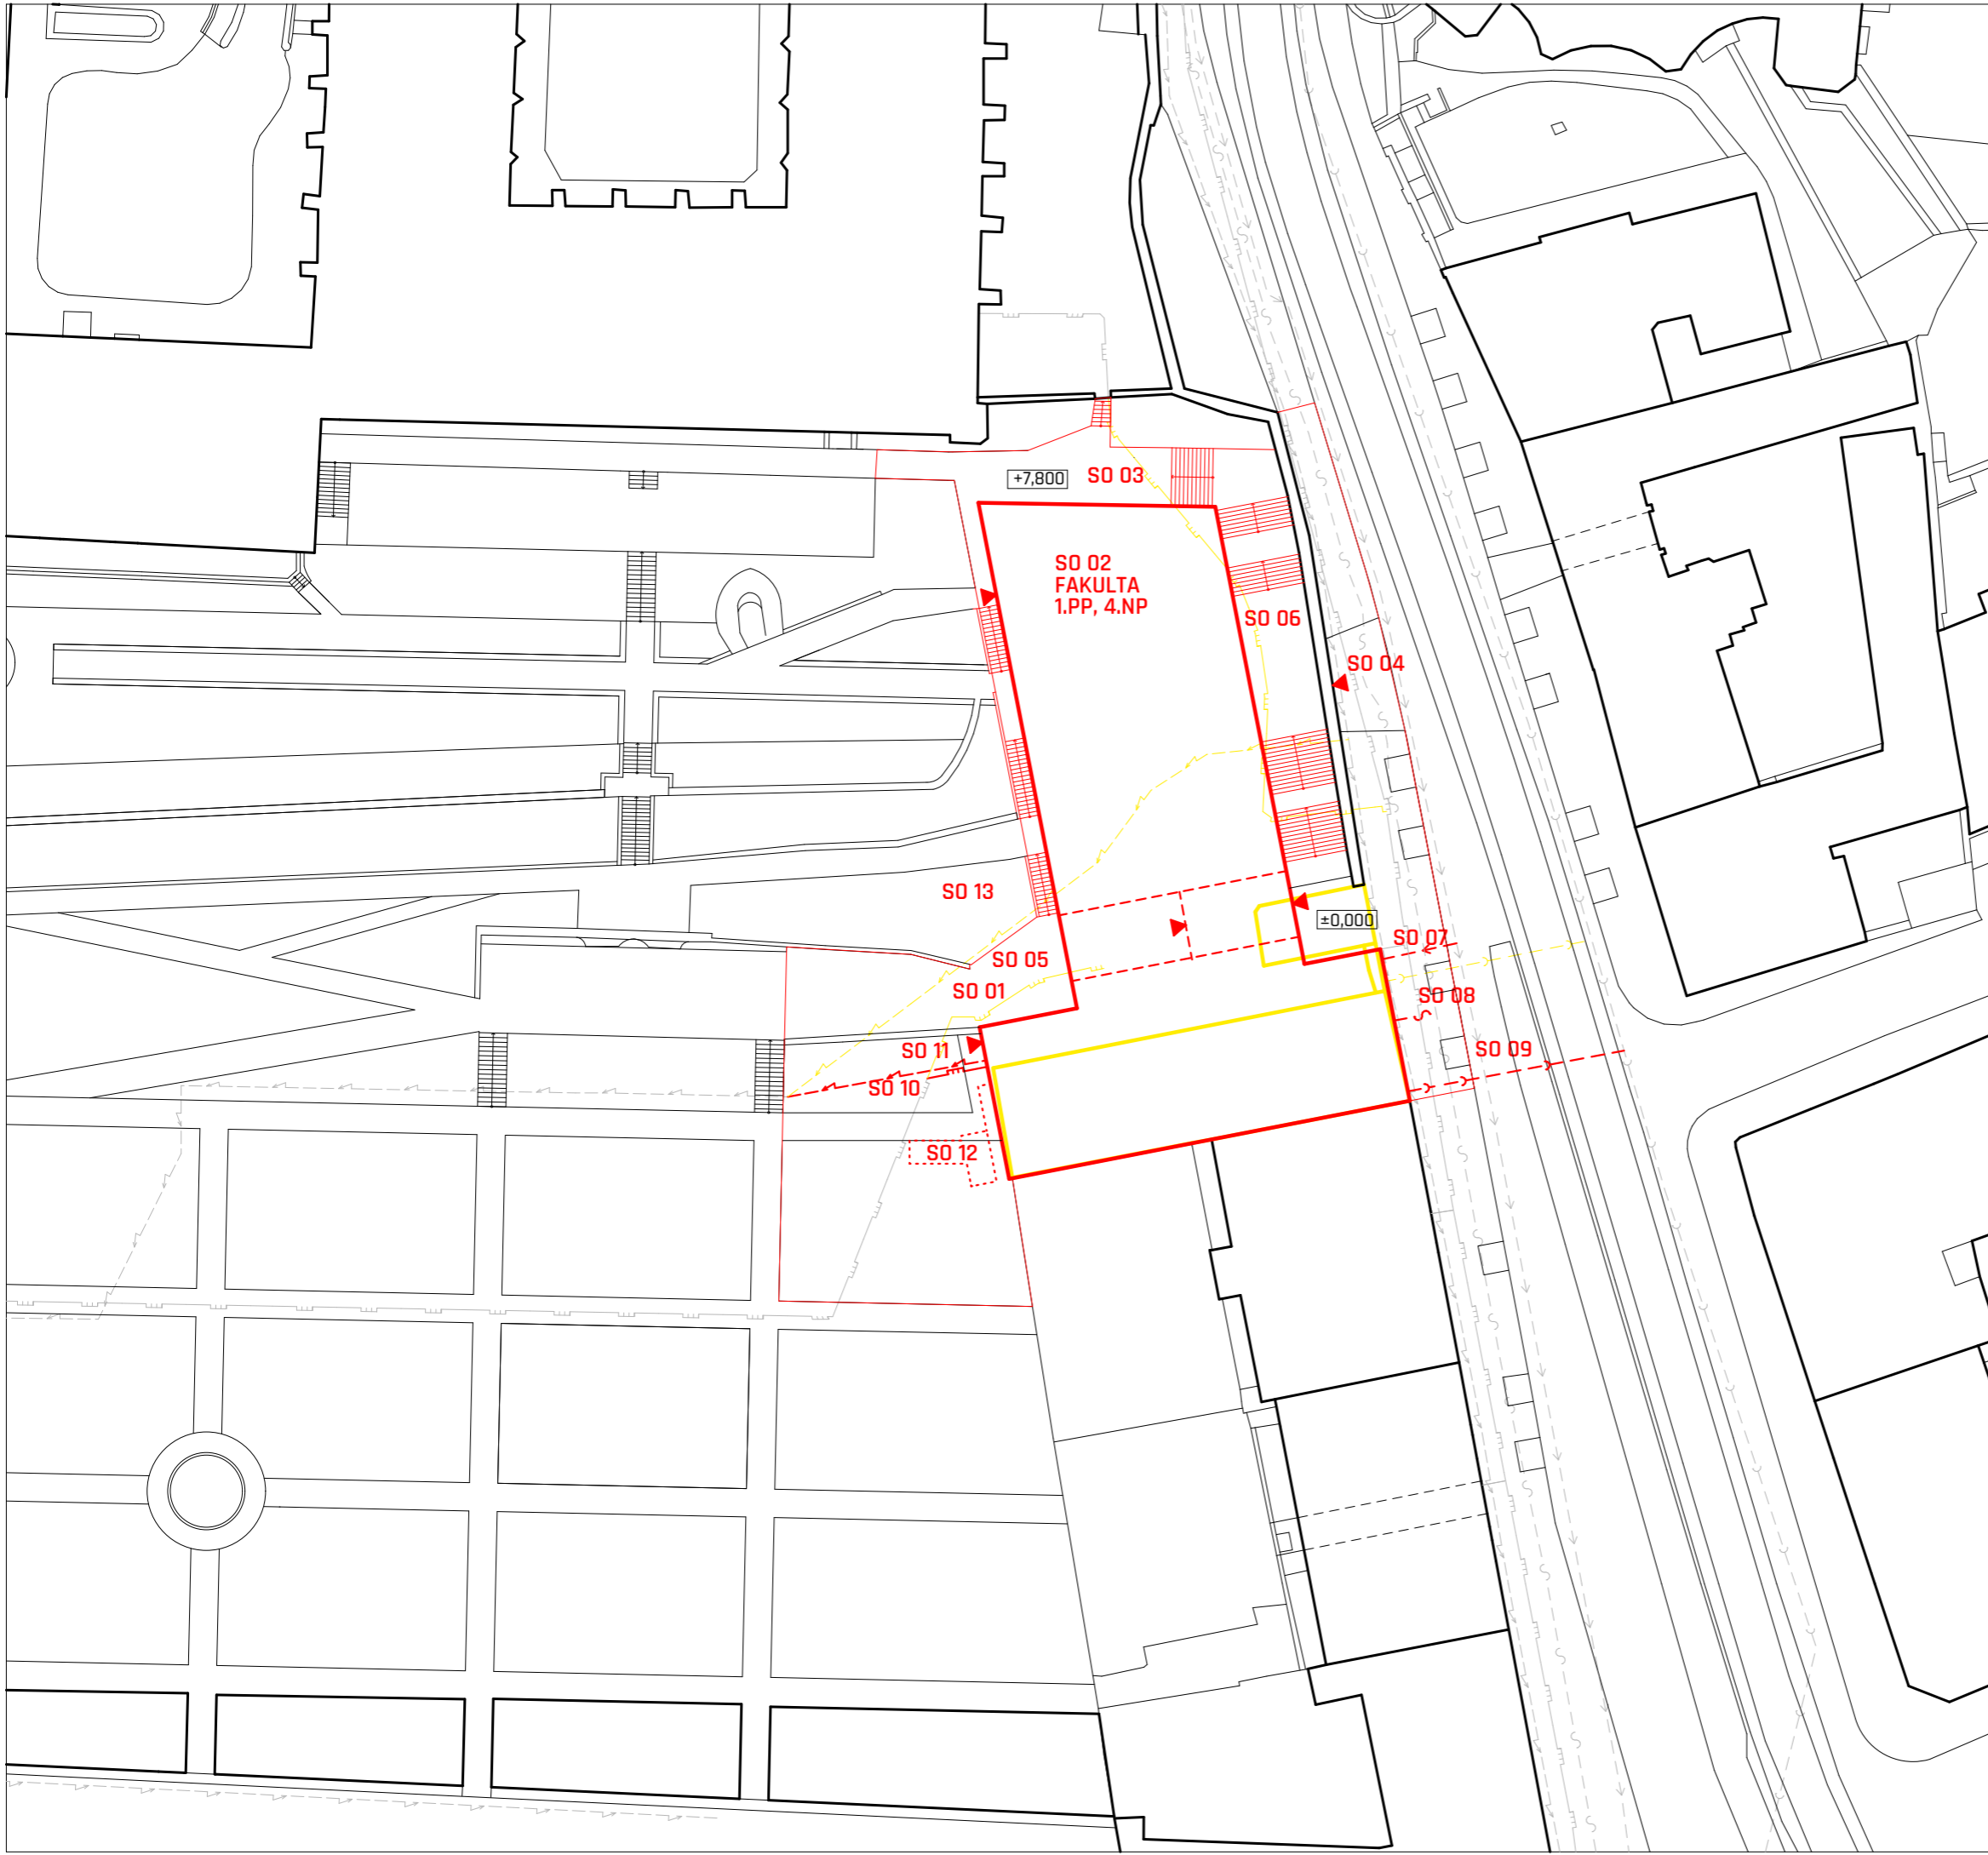 +7,800
SO 03
SO 02
FAKULTA
1.PP, 4.NP
SO 06
SO 04
SO 13
±0,000
SO 07
SO 05
SO 01
SO 08
SO 11
SO 09
SO 10
SO 12